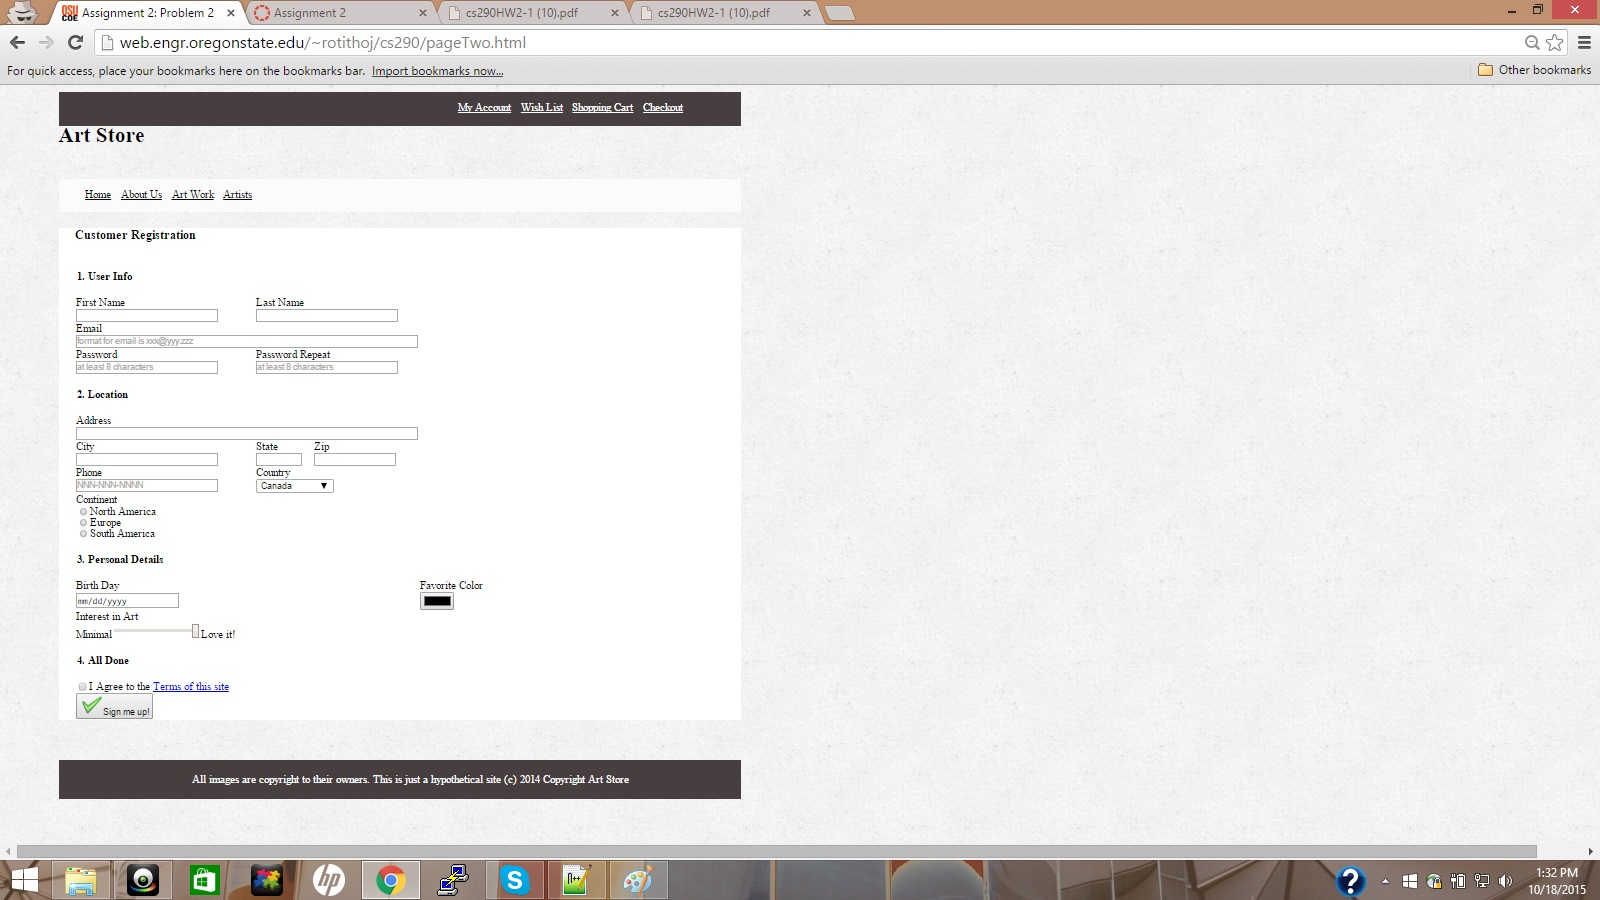 OSU COE Assignment 2: Problem 2 Assignment 2 cs290HW2-1 (10).pdf cs290HW2-1 (10).pdf
web.engr.oregonstate.edu/~rotithoj/cs290/pageTwo.html
For quick access, place your bookmarks here on the bookmarks bar. Import bookmarks now... Other bookmarks
My Account Wish List Shopping Cart Checkout
Art Store
Home About Us Art Work Artists
Customer Registration
1. User Info
First Name Last Name
Email
format for email is xxx@yyy.zzz
Password Password Repeat
at least 8 characters at least 8 characters
2. Location
Address
City State Zip
Phone Country
NNN-NNN-NNNN Canada
Continent
North America
Europe
South America
3. Personal Details
Birth Day Favorite Color
mm/dd/yyyy
Interest in Art
Minimal Love it!
4. All Done
I Agree to the Terms of this site
Sign me up!
All images are copyright to their owners. This is just a hypothetical site (c) 2014 Copyright Art Store
1:32 PM
10/18/2015